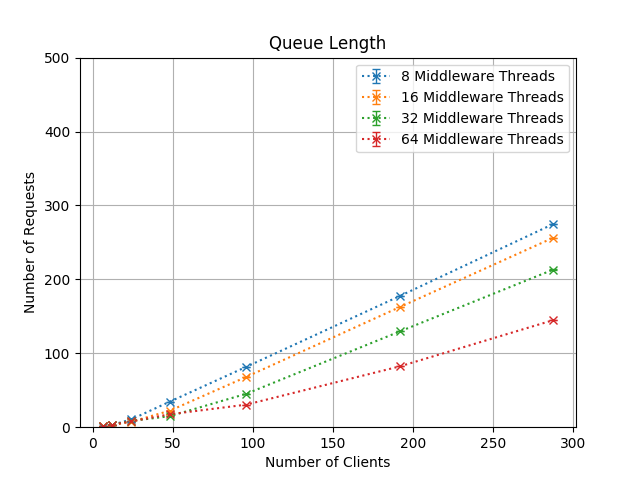 Queue Length
500
400
300
200
100
0
Number of Requests
8 Middleware Threads
16 Middleware Threads
32 Middleware Threads
64 Middleware Threads
0
50
100
150
200
250
300
Number of Clients